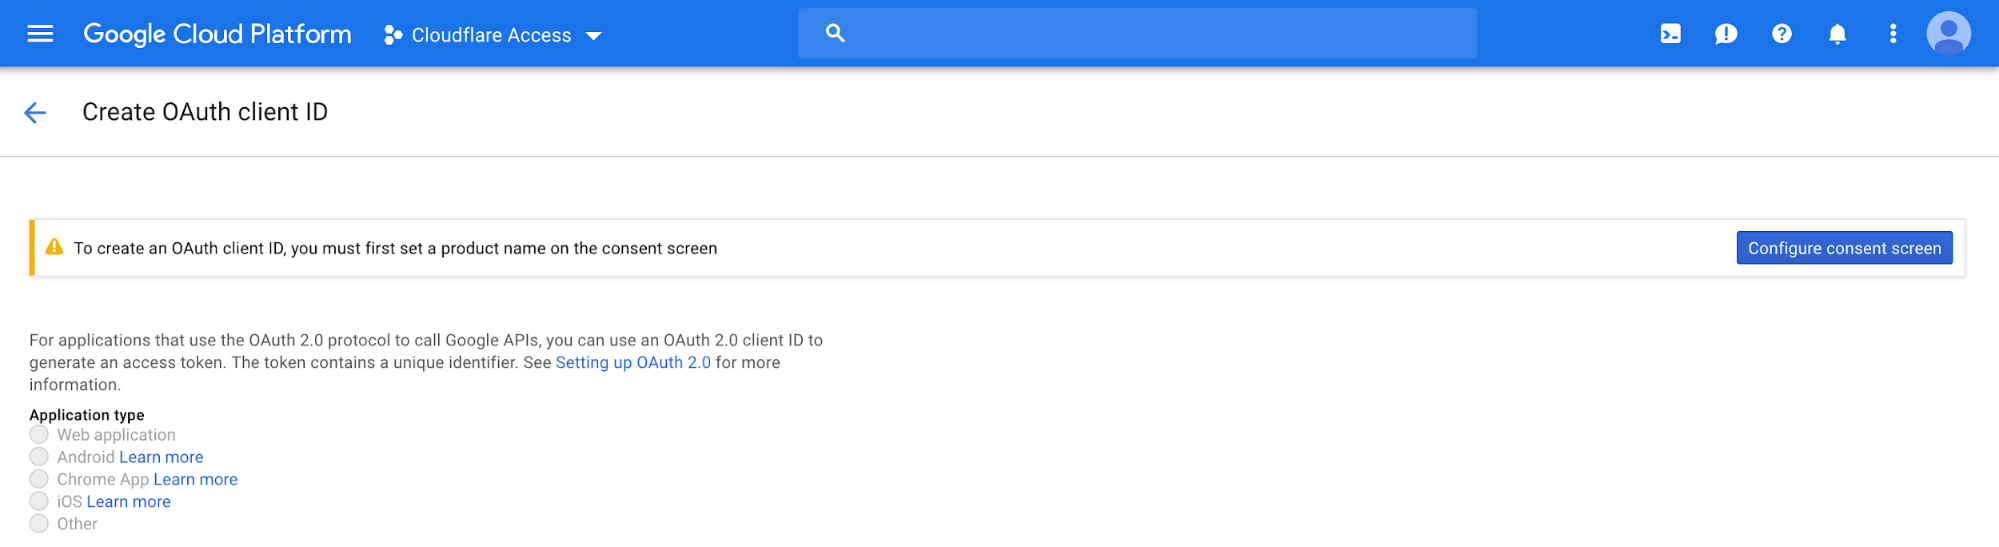 Google Cloud Platform
Cloudflare Access
Create OAuth client ID
To create an OAuth client ID, you must first set a product name on the consent screen
Configure consent screen
For applications that use the OAuth 2.0 protocol to call Google APIs, you can use an OAuth 2.0 client ID to
generate an access token. The token contains a unique identifier. See Setting up OAuth 2.0 for more
information.
Application type
Web application
Android Learn more
Chrome App Learn more
iOS Learn more
Other